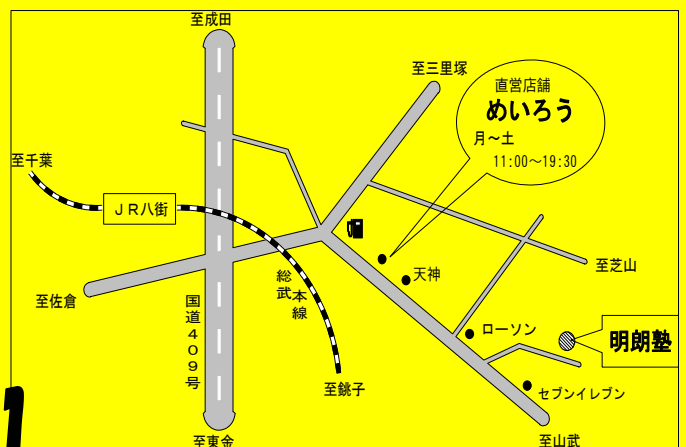 至成田
至三里塚
直営店舗
めいろう
月～土
11:00～19:30
至千葉
ＪＲ八街
至芝山
天神
至佐倉
総武本線
国道４０９号
ローソン
明朗塾
至銚子
セブンイレブン
至東金
至山武
1